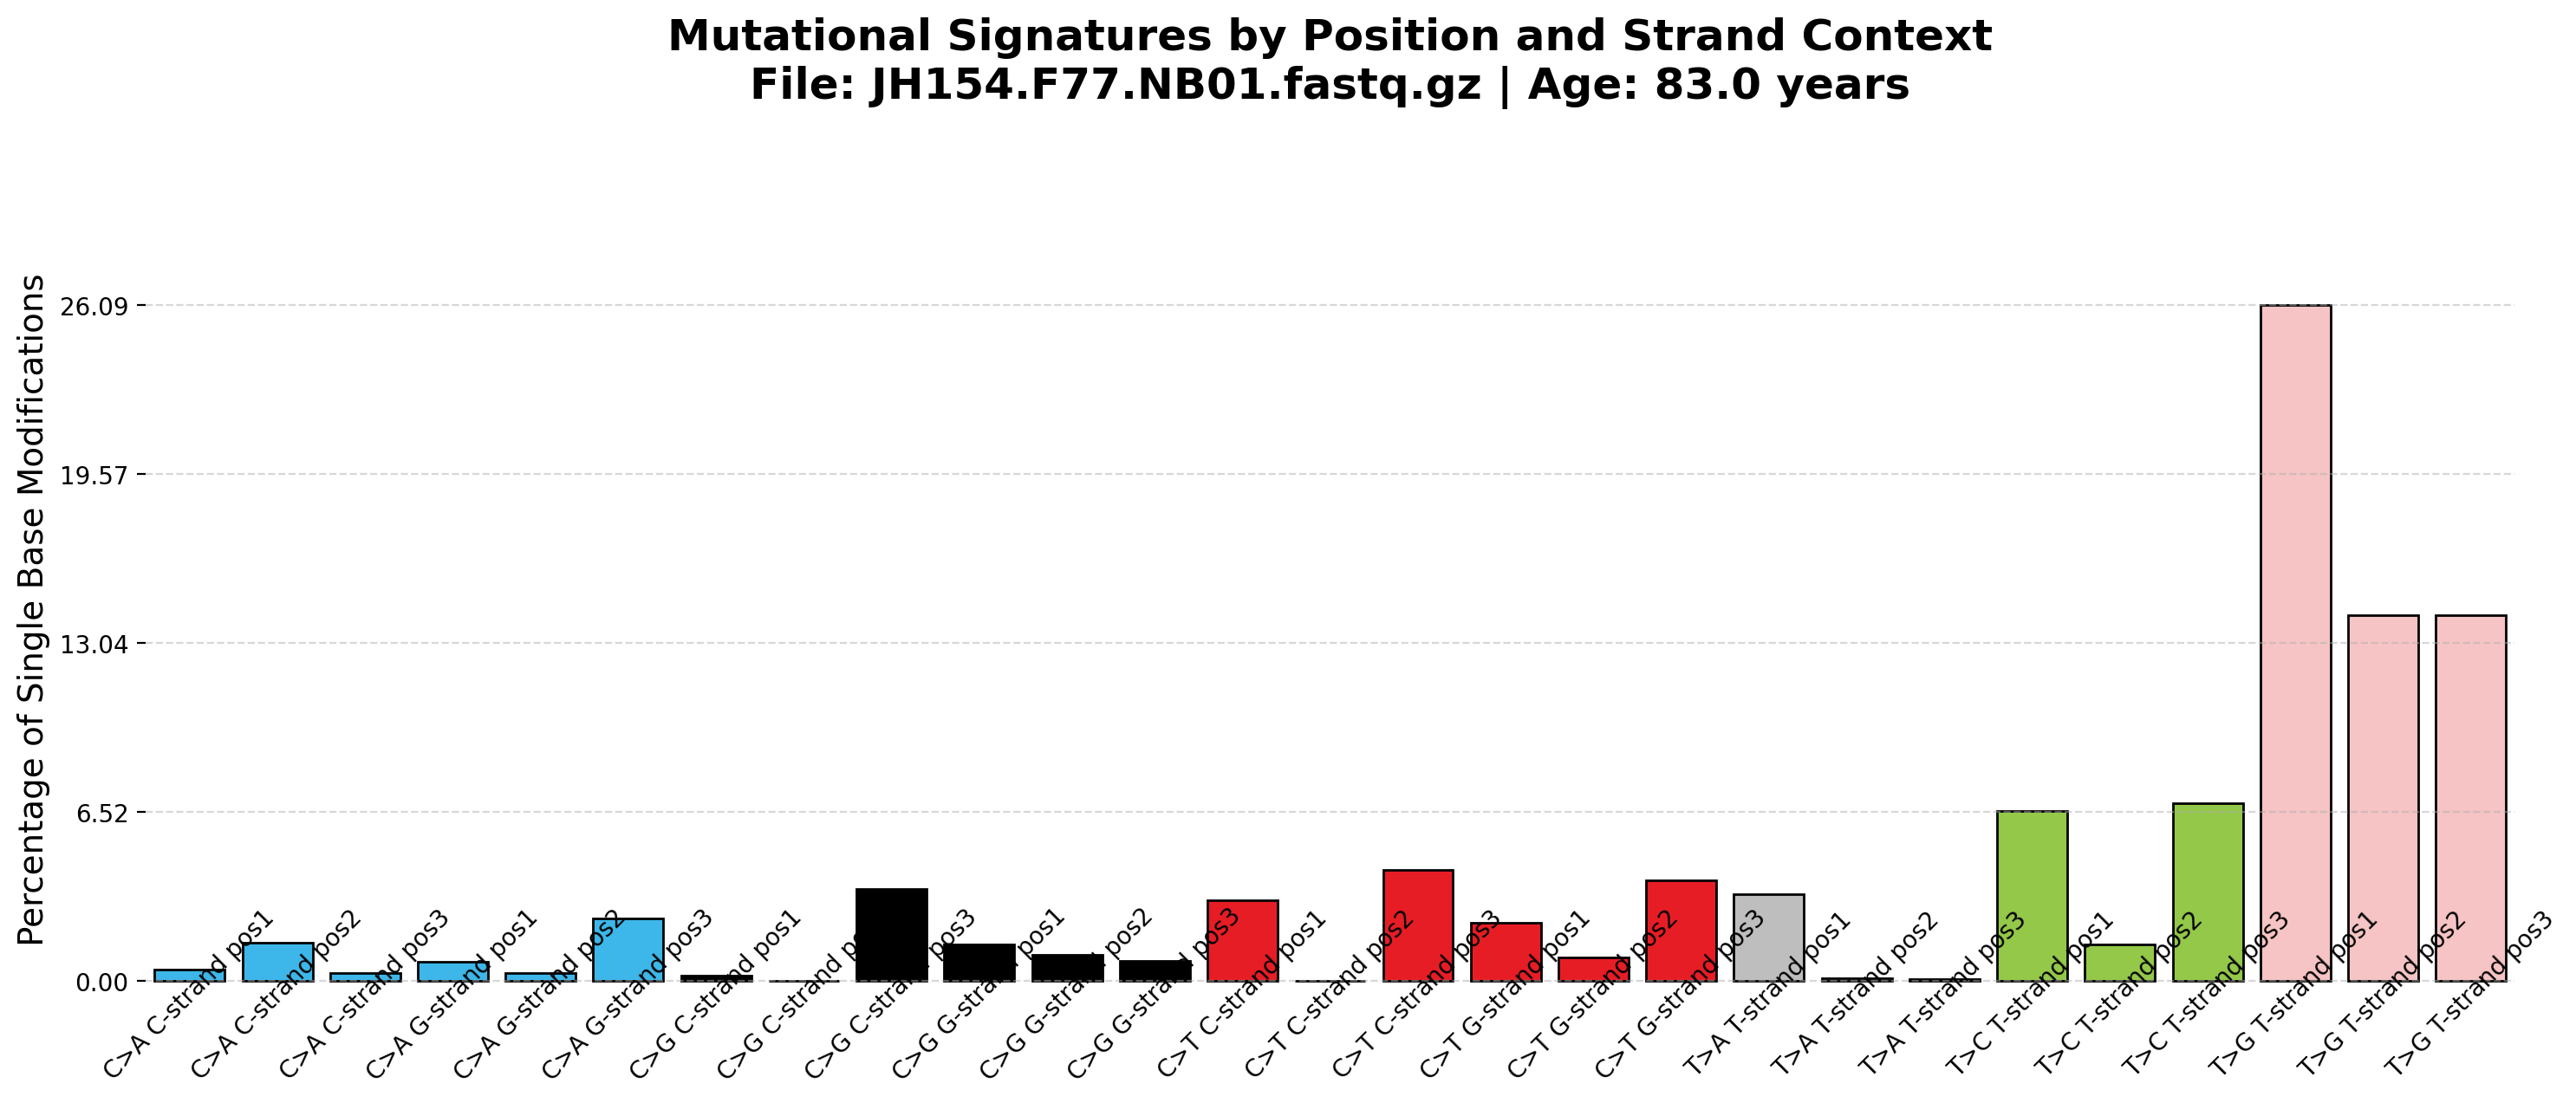 Mutational Signatures by Position and Strand Context
File: JH154.F77.NB01.fastq.gz | Age: 83.0 years
Percentage of Single Base Modifications
26.09
19.57
13.04
6.52
0.00
C>A C-strand pos1
C>A C-strand pos2
C>A C-strand pos3
C>A G-strand pos1
C>A G-strand pos2
C>A G-strand pos3
C>G C-strand pos1
C>G C-strand pos2
C>G C-strand pos3
C>G G-strand pos1
C>G G-strand pos2
C>G G-strand pos3
C>T C-strand pos1
C>T C-strand pos2
C>T C-strand pos3
C>T G-strand pos1
C>T G-strand pos2
C>T G-strand pos3
T>A T-strand pos1
T>A T-strand pos2
T>A T-strand pos3
T>C T-strand pos1
T>C T-strand pos2
T>C T-strand pos3
T>G T-strand pos1
T>G T-strand pos2
T>G T-strand pos3